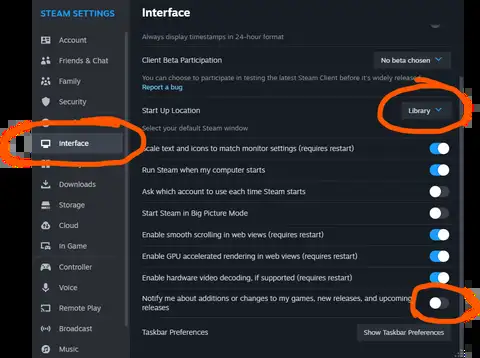 STEAM SETTINGS
Account
Friends & Chat
Family
Security
Interface
Downloads
Storage
Cloud
In Game
Controller
Voice
Remote Play
Broadcast
Music
Interface
Always display timestamps in 24-hour format
Client Beta Participation
No beta chosen
You can choose to participate in testing the latest Steam Client before it's widely released
Report a bug
Start Up Location
Library
Select your default Steam window
Scale text and icons to match monitor settings (requires restart)
Run Steam when my computer starts
Ask which account to use each time Steam starts
Start Steam in Big Picture Mode
Enable smooth scrolling in web views (requires restart)
Enable GPU accelerated rendering in web views (requires restart)
Enable hardware video decoding, if supported (requires restart)
Notify me about additions or changes to my games, new releases, and upcoming
releases
Taskbar Preferences
Show Taskbar Preferences